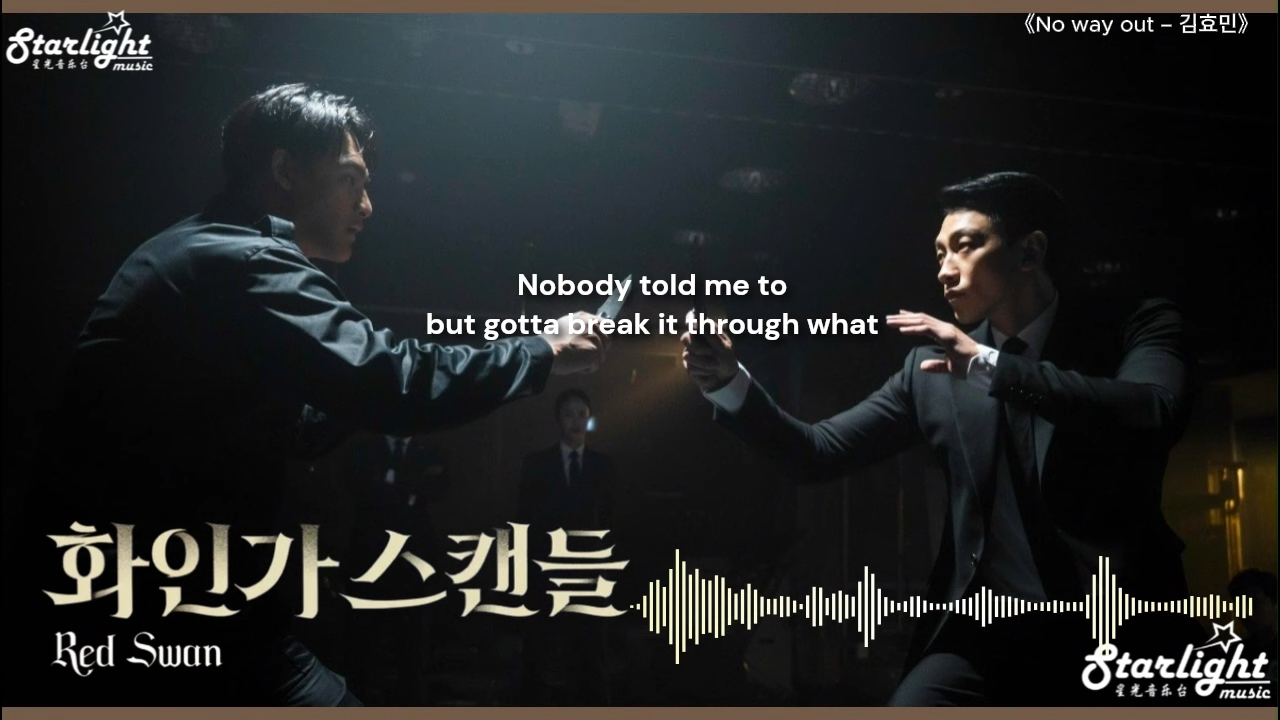 Starlight
music
星光音乐台
《No way out – 김효민》
Nobody told me to
but gotta break it through what
화인가 스캔들
Red Swan
Starlight
music
星光音乐台